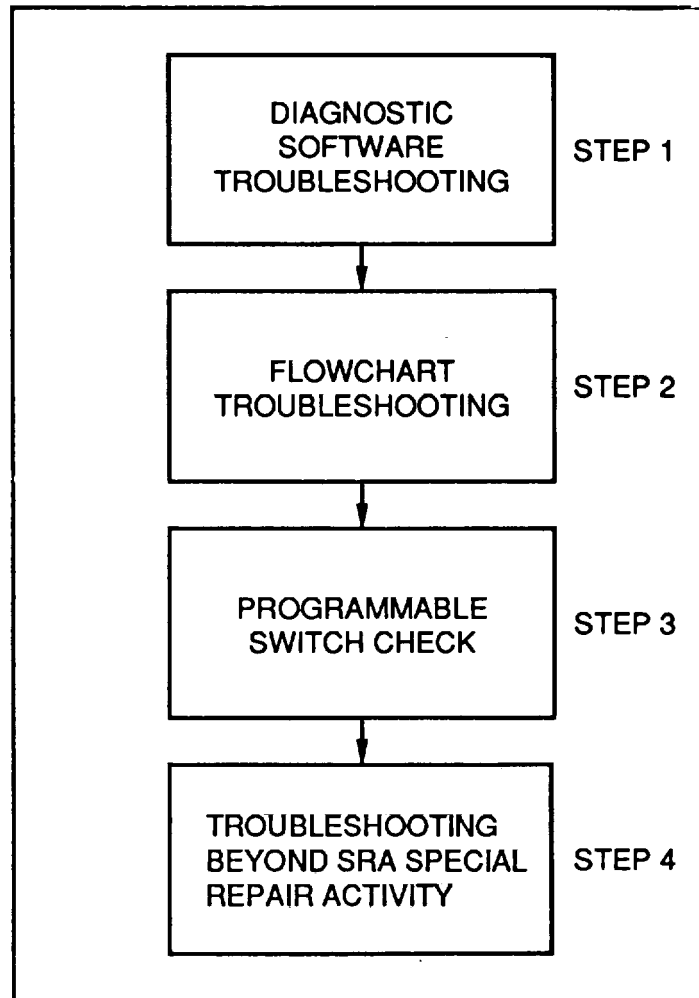 DIAGNOSTIC
SOFTWARE
TROUBLESHOOTING
STEP 1
FLOWCHART
TROUBLESHOOTING
STEP 2
PROGRAMMABLE
SWITCH CHECK
STEP 3
TROUBLESHOOTING
BEYOND SRA SPECIAL
REPAIR ACTIVITY
STEP 4